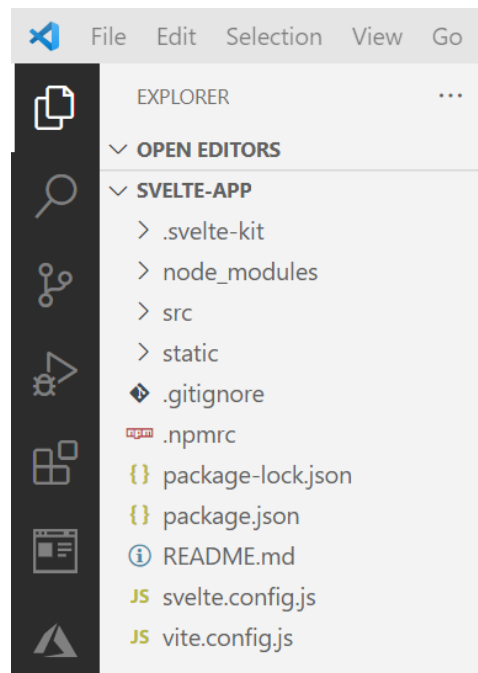 File Edit Selection View Go
EXPLORER ...
OPEN EDITORS
SVELTE-APP
.svelte-kit
node_modules
src
static
.gitignore
npm .npmrc
{} package-lock.json
{} package.json
i README.md
JS svelte.config.js
JS vite.config.js